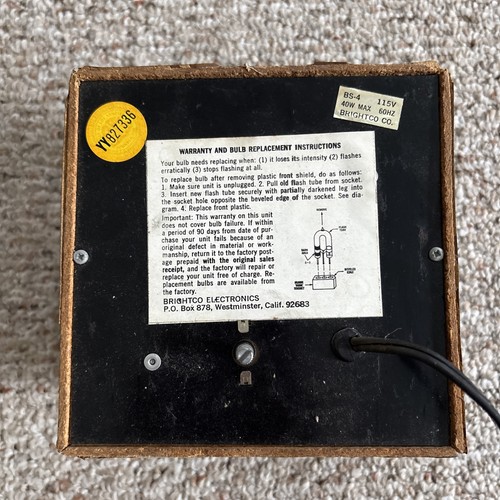 YY827336
BS-4 115V
40W MAX 60HZ
BRIGHTCO CO.
WARRANTY AND BULB REPLACEMENT INSTRUCTIONS
Your bulb needs replacing when: (1) it loses its intensity (2) flashes
erratically (3) stops flashing at all.
To replace bulb after removing plastic front shield, do as follows:
1. Make sure unit is unplugged. 2. Pull old flash tube from socket.
3. Insert new flash tube securely with partially darkened leg into
the socket hole opposite the beveled edge of the socket. See dia-
gram. 4. Replace front plastic.
Important: This warranty on this unit
does not cover bulb failure. If within
a period of 90 days from date of pur-
chase your unit fails because of an
original defect in material or work-
manship, return it to the factory post-
age prepaid with the original sales
receipt, and the factory will repair or
replace your unit free of charge. Re-
placement bulbs are available from
the factory.
BRIGHTCO ELECTRONICS
P.O. Box 878, Westminster, Calif. 92683